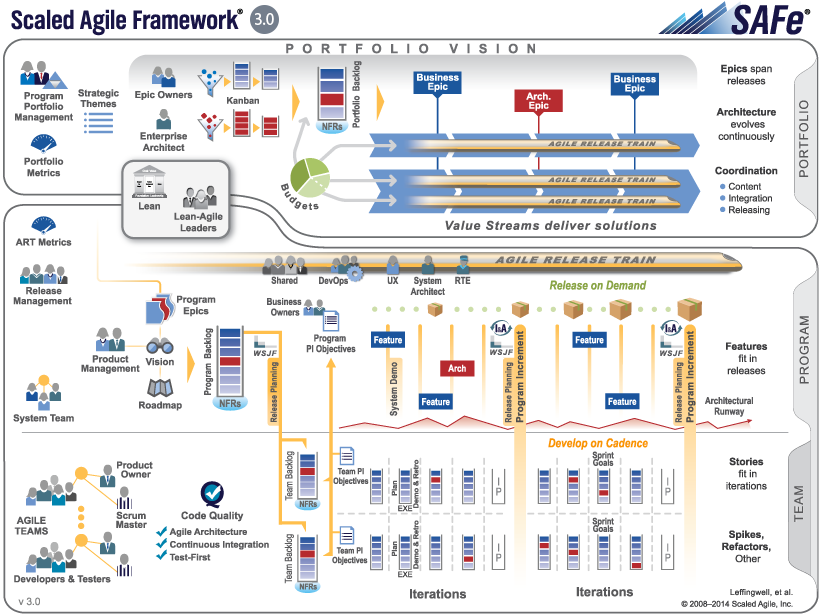 Scaled Agile Framework® 3.0
SAFe®
PORTFOLIO VISION
Program
Portfolio
Management
Strategic
Themes
Portfolio
Metrics
Epic Owners
Enterprise
Architect
Kanban
NFRs
Portfolio Backlog
Budgets
Business
Epic
Arch.
Epic
Business
Epic
AGILE RELEASE TRAIN
AGILE RELEASE TRAIN
AGILE RELEASE TRAIN
Value Streams deliver solutions
Epics span
releases
Architecture
evolves
continuously
Coordination
Content
Integration
Releasing
PORTFOLIO
Lean
Lean-Agile
Leaders
ART Metrics
Release
Management
AGILE RELEASE TRAIN
Shared
DevOps
UX
System
Architect
RTE
Release on Demand
Program
Epics
Business
Owners
Program
PI Objectives
Product
Management
Vision
Roadmap
System Team
Program Backlog
NFRs
WSJF
Release Planning
Feature
System Demo
Feature
Arch
I&A
WSJF
Release Planning
Program Increment
Feature
Feature
I&A
WSJF
Release Planning
Program Increment
Features
fit in
releases
Architectural
Runway
PROGRAM
Develop on Cadence
AGILE
TEAMS
Product
Owner
Scrum
Master
Developers & Testers
Code Quality
Agile Architecture
Continuous Integration
Test-First
Team Backlog
NFRs
Team PI
Objectives
Plan
EXE
Demo & Retro
I
P
Sprint
Goals
I
P
Team Backlog
NFRs
Team PI
Objectives
Plan
EXE
Demo & Retro
I
P
Sprint
Goals
I
P
Iterations
Iterations
Stories
fit in
iterations
Spikes,
Refactors,
Other
TEAM
v 3.0
Leffingwell, et al.
© 2008–2014 Scaled Agile, Inc.